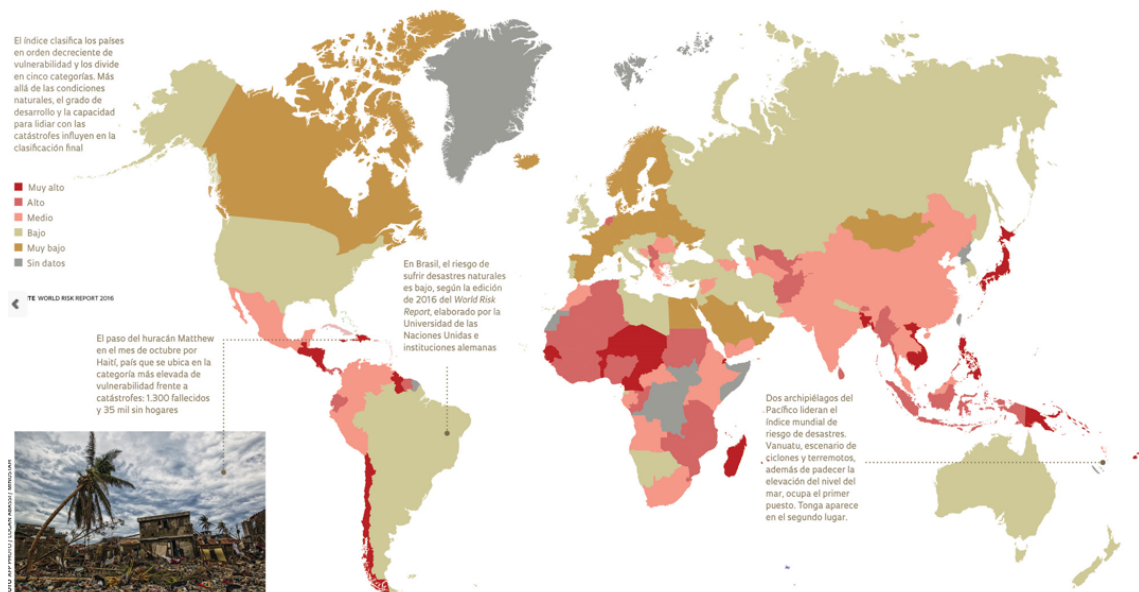 El índice clasifica los países
en orden decreciente de
vulnerabilidad y los divide
en cinco categorías. Más
allá de las condiciones
naturales, el grado de
desarrollo y la capacidad
para lidiar con las
catástrofes influyen en la
clasificación final
Muy alto
Alto
Medio
Bajo
Muy bajo
Sin datos
TE WORLD RISK REPORT 2016
En Brasil, el riesgo de
sufrir desastres naturales
es bajo, según la edición
de 2016 del World Risk
Report, elaborado por la
Universidad de las
Naciones Unidas e
instituciones alemanas
El paso del huracán Matthew
en el mes de octubre por
Haití, país que se ubica en la
categoría más elevada de
vulnerabilidad frente a
catástrofes: 1.300 fallecidos
y 35 mil sin hogares
Dos archipiélagos del
Pacífico lideran el
índice mundial de
riesgo de desastres.
Vanuatu, escenario de
ciclones y terremotos,
además de padecer la
elevación del nivel del
mar, ocupa el primer
puesto. Tonga aparece
en el segundo lugar.